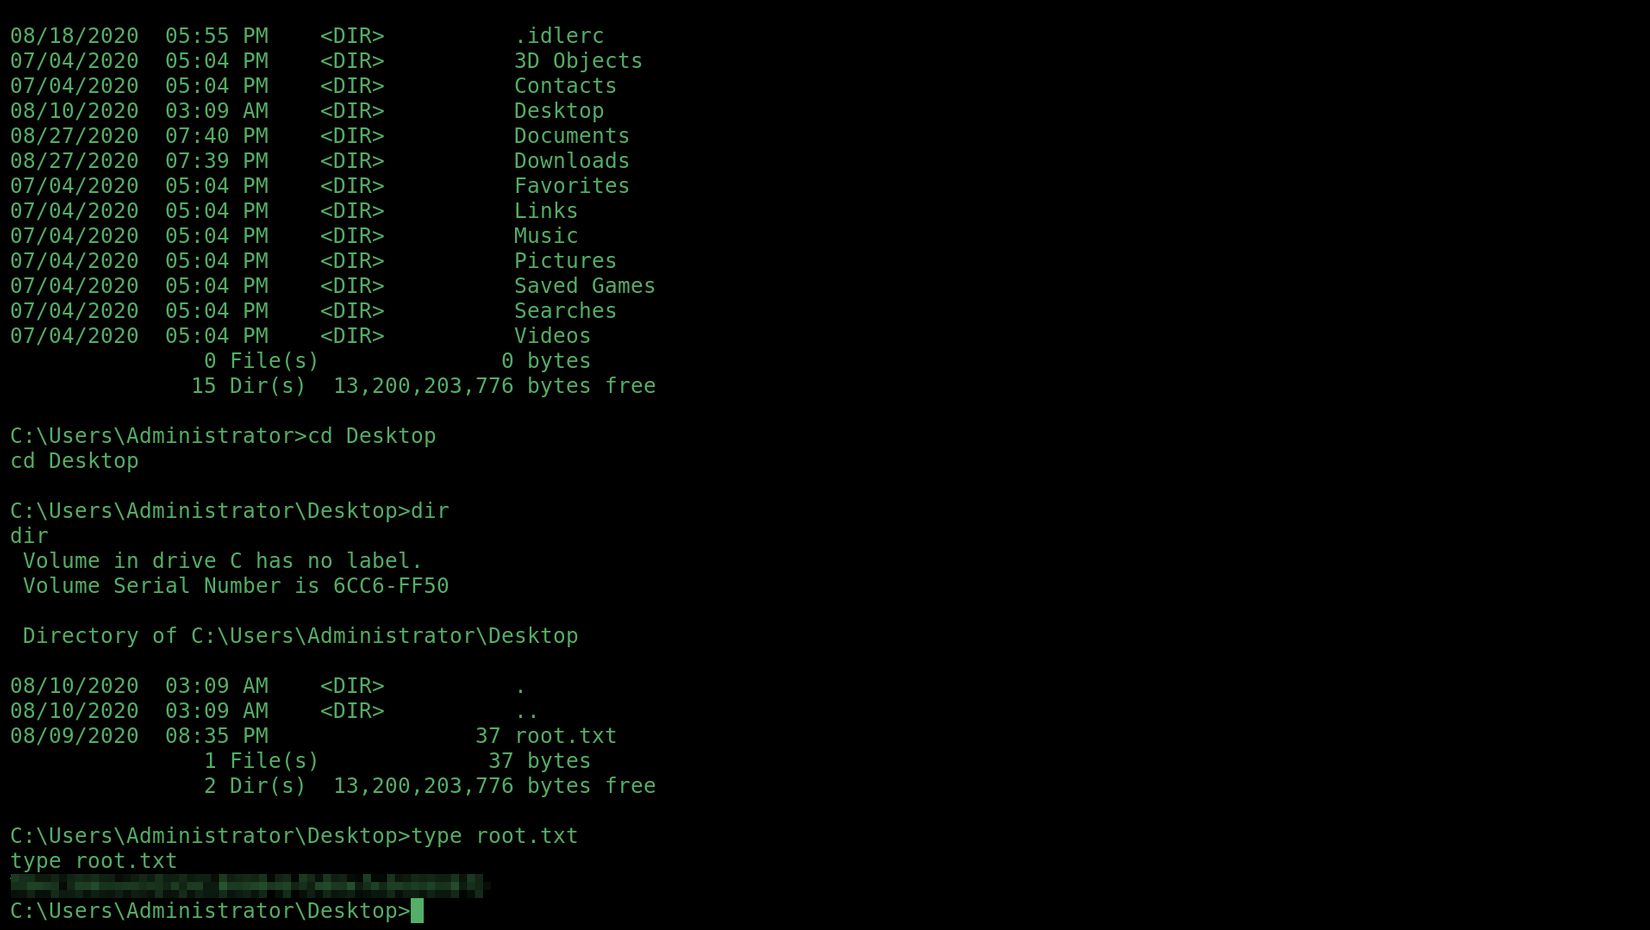 08/18/2020  05:55 PM    <DIR>          .idlerc
07/04/2020  05:04 PM    <DIR>          3D Objects
07/04/2020  05:04 PM    <DIR>          Contacts
08/10/2020  03:09 AM    <DIR>          Desktop
08/27/2020  07:40 PM    <DIR>          Documents
08/27/2020  07:39 PM    <DIR>          Downloads
07/04/2020  05:04 PM    <DIR>          Favorites
07/04/2020  05:04 PM    <DIR>          Links
07/04/2020  05:04 PM    <DIR>          Music
07/04/2020  05:04 PM    <DIR>          Pictures
07/04/2020  05:04 PM    <DIR>          Saved Games
07/04/2020  05:04 PM    <DIR>          Searches
07/04/2020  05:04 PM    <DIR>          Videos
               0 File(s)              0 bytes
              15 Dir(s)  13,200,203,776 bytes free

C:\Users\Administrator>cd Desktop
cd Desktop

C:\Users\Administrator\Desktop>dir
dir
 Volume in drive C has no label.
 Volume Serial Number is 6CC6-FF50

 Directory of C:\Users\Administrator\Desktop

08/10/2020  03:09 AM    <DIR>          .
08/10/2020  03:09 AM    <DIR>          ..
08/09/2020  08:35 PM                37 root.txt
               1 File(s)             37 bytes
               2 Dir(s)  13,200,203,776 bytes free

C:\Users\Administrator\Desktop>type root.txt
type root.txt
C:\Users\Administrator\Desktop>